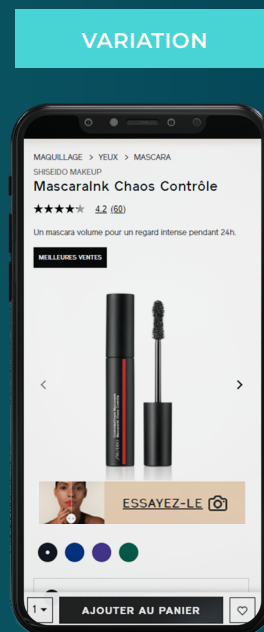 VARIATION
MAQUILLAGE > YEUX > MASCARA
SHISEIDO MAKEUP
MascaraInk Chaos Contrôle
4.2 (60)
Un mascara volume pour un regard intense pendant 24h.
MEILLEURES VENTES
ESSAYEZ-LE
1
AJOUTER AU PANIER